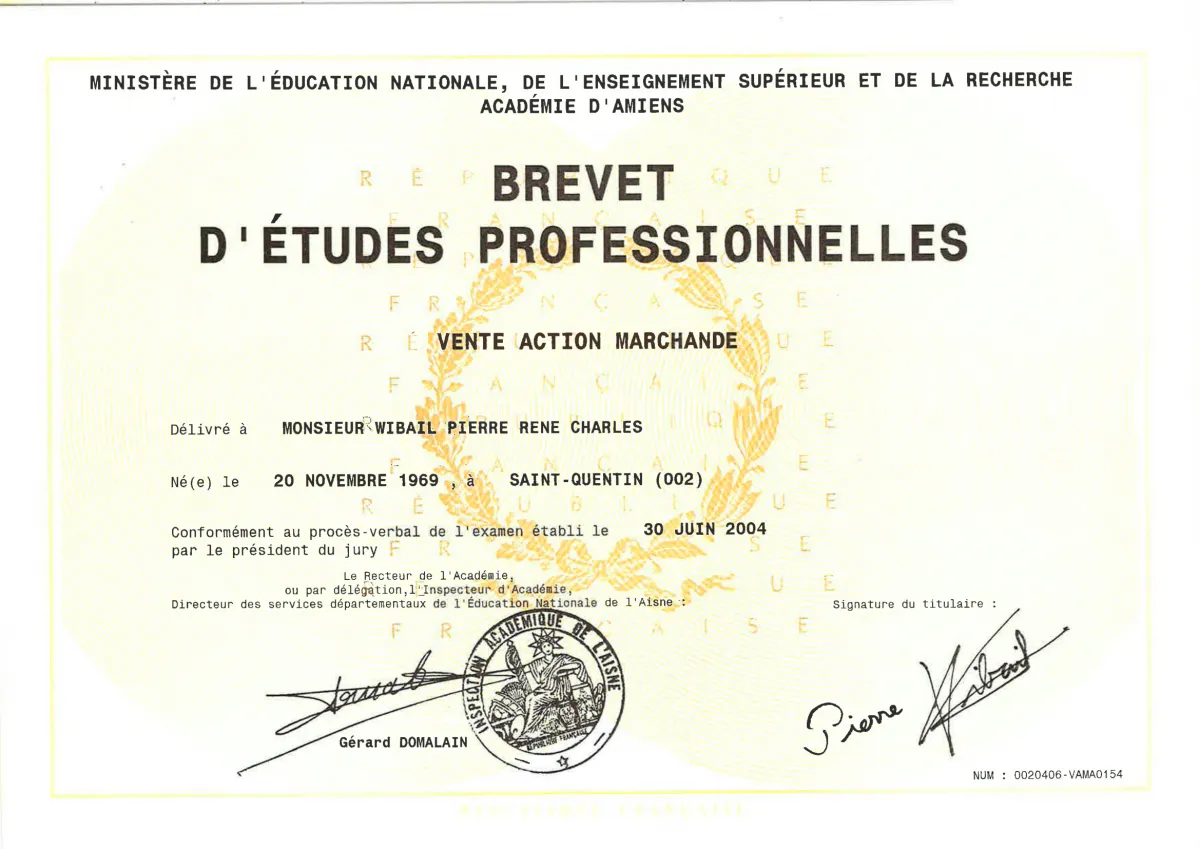 MINISTÈRE DE L'ÉDUCATION NATIONALE, DE L'ENSEIGNEMENT SUPÉRIEUR ET DE LA RECHERCHE
ACADÉMIE D'AMIENS
BREVET
D'ÉTUDES PROFESSIONNELLES
VENTE ACTION MARCHANDE
Délivré à MONSIEUR WIBAIL PIERRE RENE CHARLES
Né(e) le 20 NOVEMBRE 1969 , à SAINT-QUENTIN (002)
Conformément au procès-verbal de l'examen établi le 30 JUIN 2004
par le président du jury
Le Recteur de l'Académie,
ou par délégation,l'Inspecteur d'Académie,
Directeur des services départementaux de l'Éducation Nationale de l'Aisne :
Signature du titulaire :
INSPECTION ACADÉMIQUE DE L'AISNE
RÉPUBLIQUE FRANÇAISE
Gérard DOMALAIN
Pierre Wibail
NUM : 0020406-VAMA0154